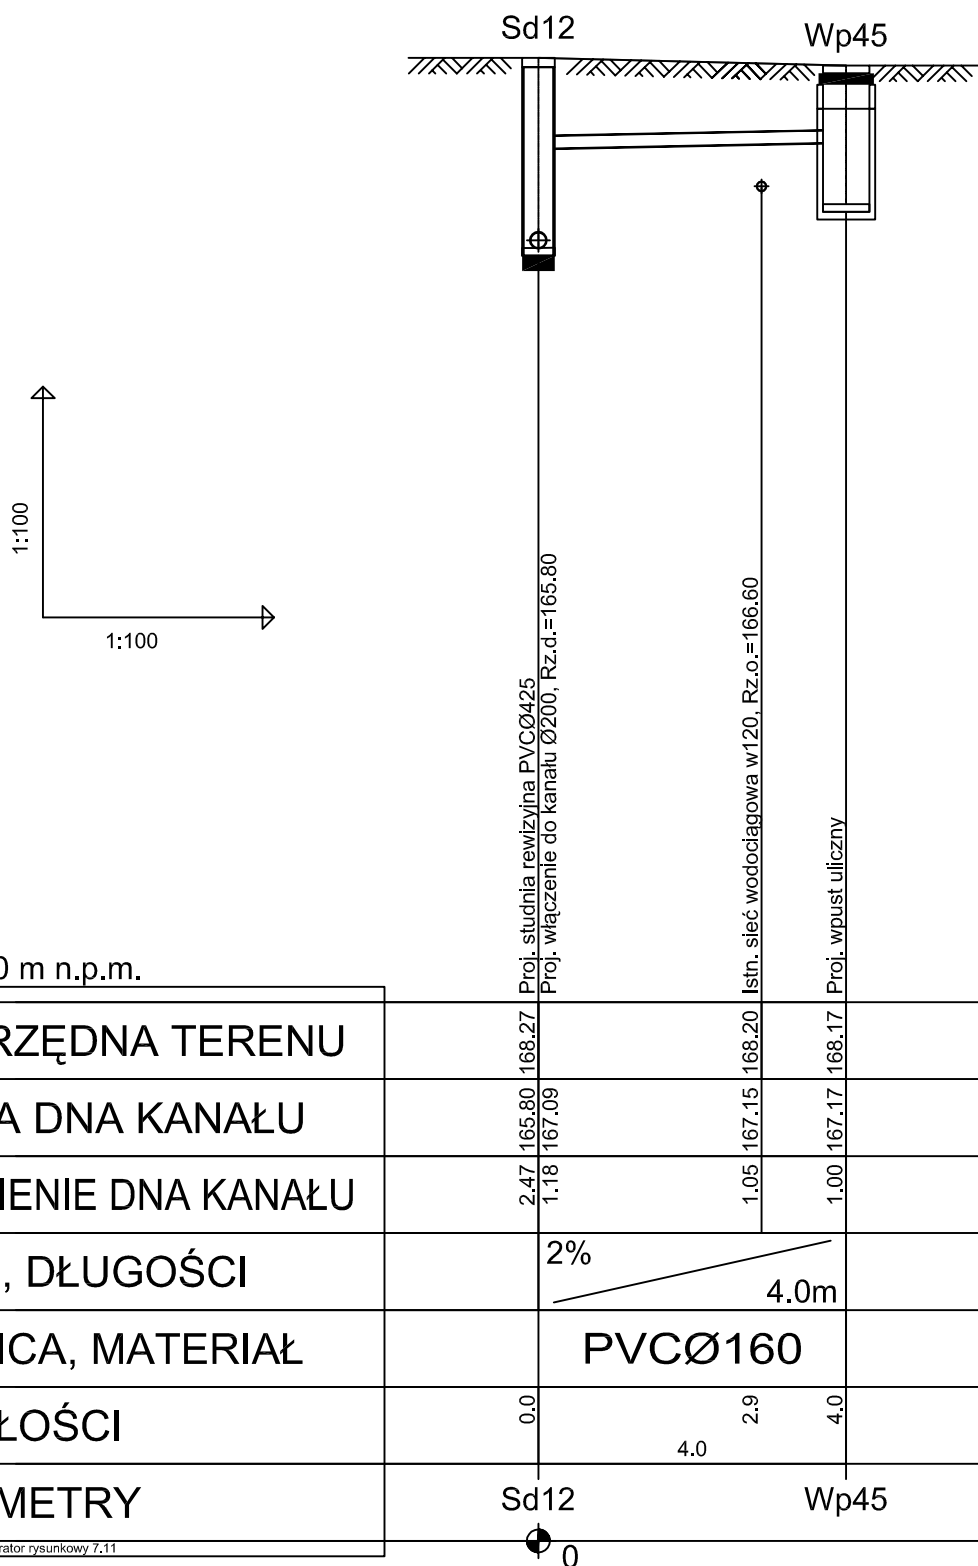 Sd12
Wp45
1:100
1:100
Proj. studnia rewizyjna PVCØ425
Proj. włączenie do kanału Ø200, Rz.d.=165.80
Istn. sieć wodociągowa w120, Rz.o.=166.60
Proj. wpust uliczny
0 m n.p.m.
RZĘDNA TERENU
168.27
168.20
168.17
A DNA KANAŁU
165.80
167.09
167.15
167.17
IENIE DNA KANAŁU
2.47
1.18
1.05
1.00
, DŁUGOŚCI
2%
4.0m
ICA, MATERIAŁ
PVCØ160
ŁOŚCI
0.0
2.9
4.0
4.0
METRY
Sd12
Wp45
rator rysunkowy 7.11
0